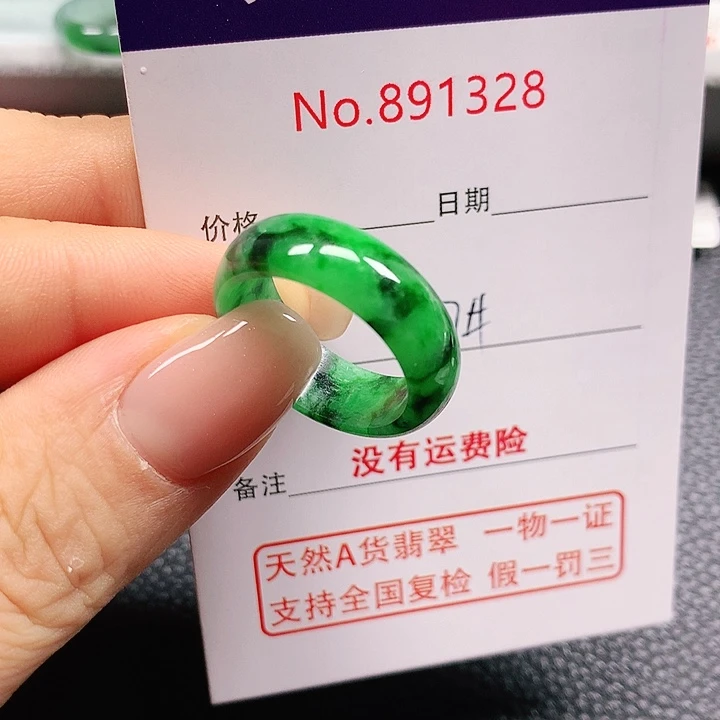 No.891328
价格 日期
没有运费险
备注
天然A货翡翠 一物一证
支持全国复检 假一罚三